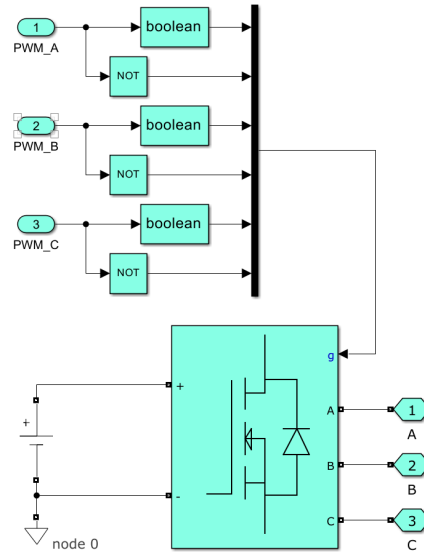 1
boolean
PWM_A
NOT
2
boolean
PWM_B
NOT
3
boolean
PWM_C
NOT
g
+
A
1
A
+
B
2
B
-
C
3
C
node 0